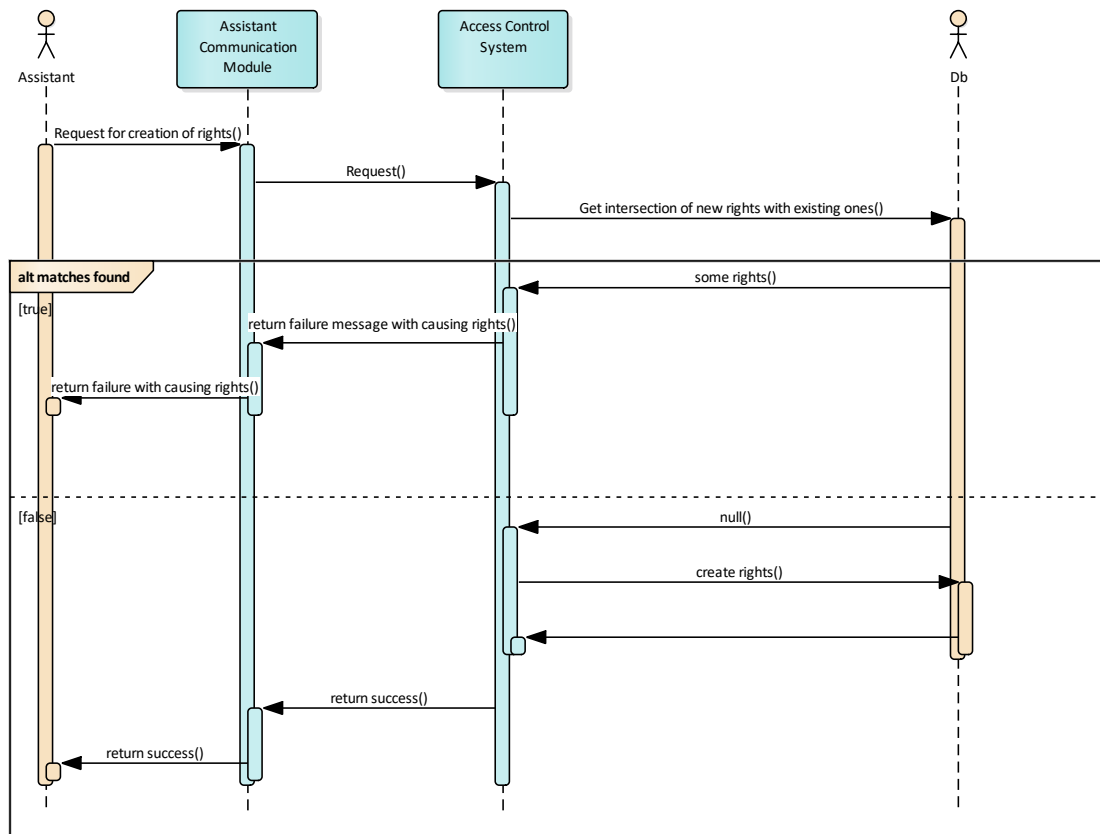 Assistant
Assistant
Communication
Module
Access Control
System
Db
Request for creation of rights()
Request()
Get intersection of new rights with existing ones()
alt matches found
some rights()
[true]
return failure message with causing rights()
return failure with causing rights()
[false]
null()
create rights()
return success()
return success()